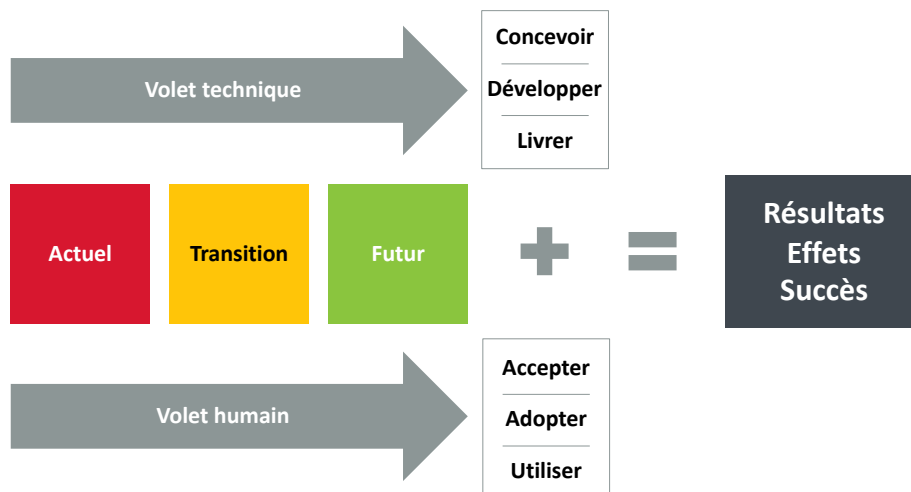 Volet technique
Concevoir
Développer
Livrer
Actuel
Transition
Futur
+
=
Résultats
Effets
Succès
Volet humain
Accepter
Adopter
Utiliser